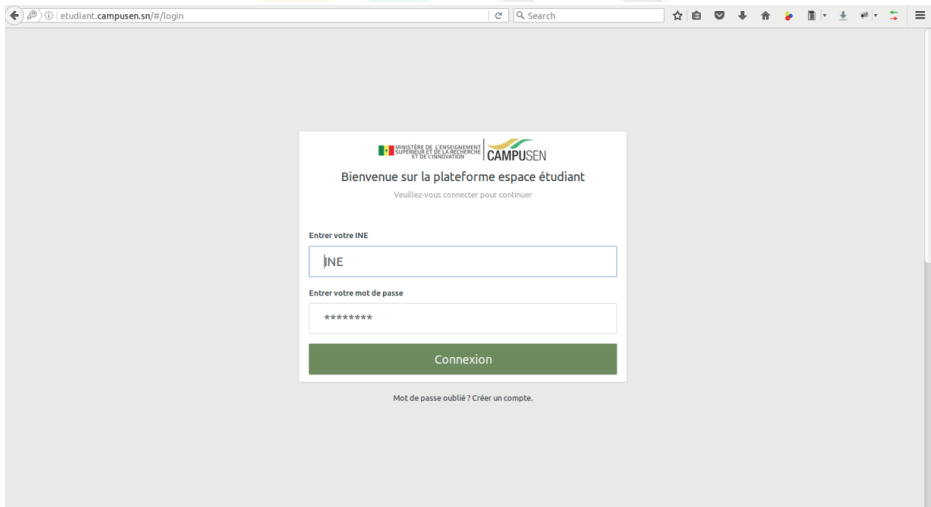 etudiant.campusen.sn/#/login
Search
MINISTÈRE DE L'ENSEIGNEMENT
SUPÉRIEUR ET DE LA RECHERCHE
ET DE L'INNOVATION
CAMPUSEN
Bienvenue sur la plateforme espace étudiant
Veuillez-vous connecter pour continuer
Entrer votre INE
INE
Entrer votre mot de passe
********
Connexion
Mot de passe oublié ? Créer un compte.